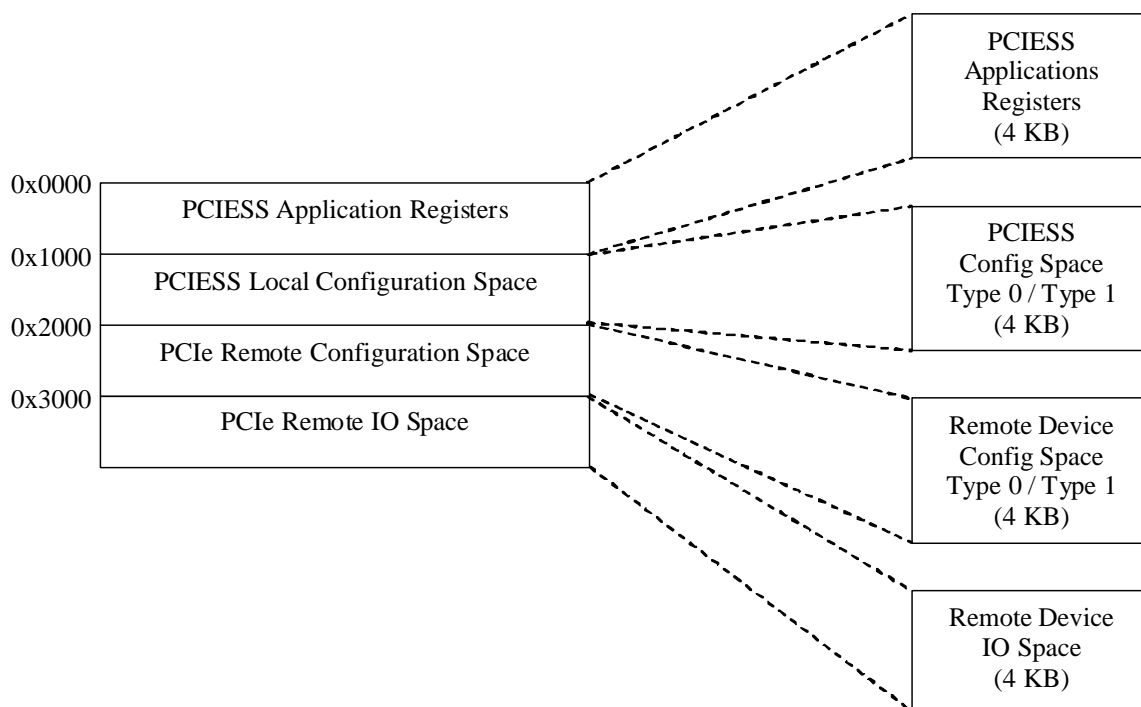 0x0000
PCIESS Application Registers
0x1000
PCIESS Local Configuration Space
0x2000
PCIe Remote Configuration Space
0x3000
PCIe Remote IO Space
PCIESS
Applications
Registers
(4 KB)
PCIESS
Config Space
Type 0 / Type 1
(4 KB)
Remote Device
Config Space
Type 0 / Type 1
(4 KB)
Remote Device
IO Space
(4 KB)